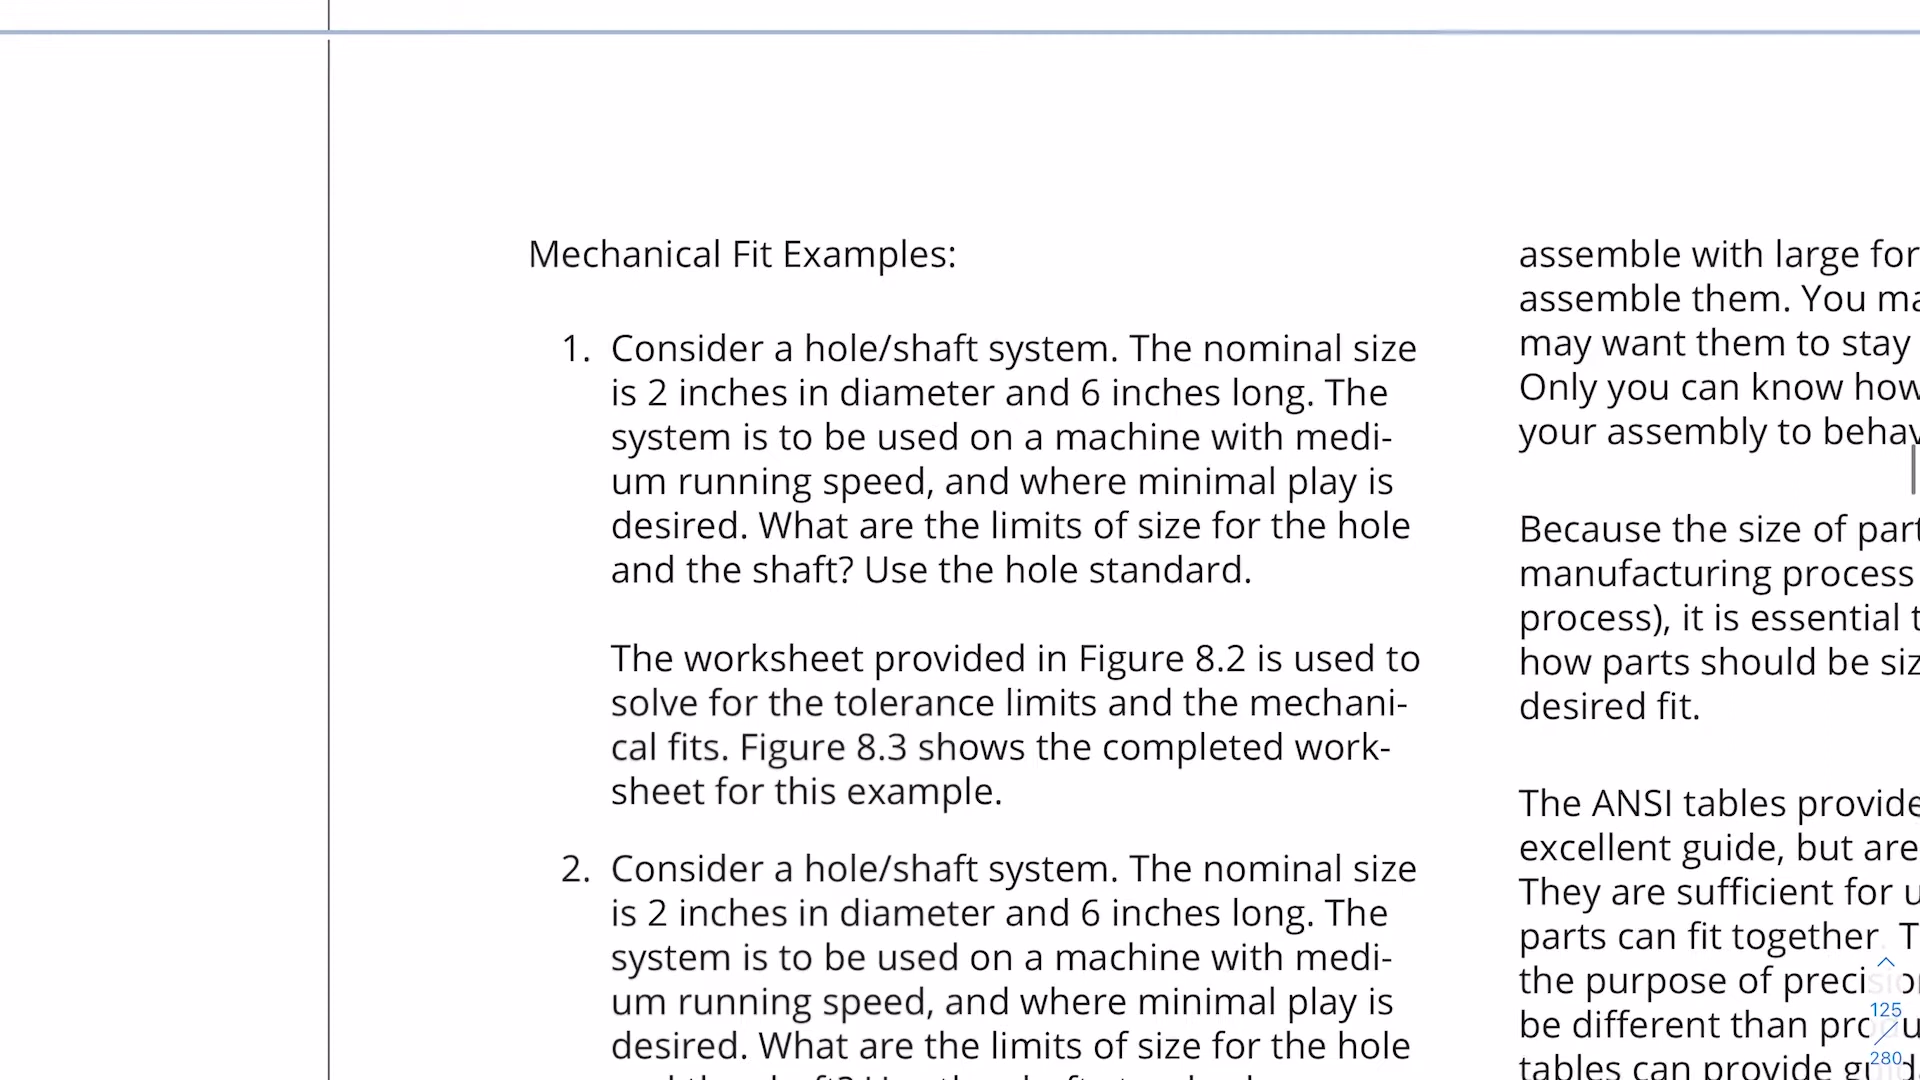 Mechanical Fit Examples:
1. Consider a hole/shaft system. The nominal size
is 2 inches in diameter and 6 inches long. The
system is to be used on a machine with medi-
um running speed, and where minimal play is
desired. What are the limits of size for the hole
and the shaft? Use the hole standard.
The worksheet provided in Figure 8.2 is used to
solve for the tolerance limits and the mechani-
cal fits. Figure 8.3 shows the completed work-
sheet for this example.
2. Consider a hole/shaft system. The nominal size
is 2 inches in diameter and 6 inches long. The
system is to be used on a machine with medi-
um running speed, and where minimal play is
desired. What are the limits of size for the hole
assemble with large for
assemble them. You ma
may want them to stay
Only you can know how
your assembly to behav
Because the size of part
manufacturing process
process), it is essential t
how parts should be siz
desired fit.
The ANSI tables provide
excellent guide, but are
They are sufficient for u
parts can fit together. T
the purpose of precision
be different than produ
tables can provide guid
125
280